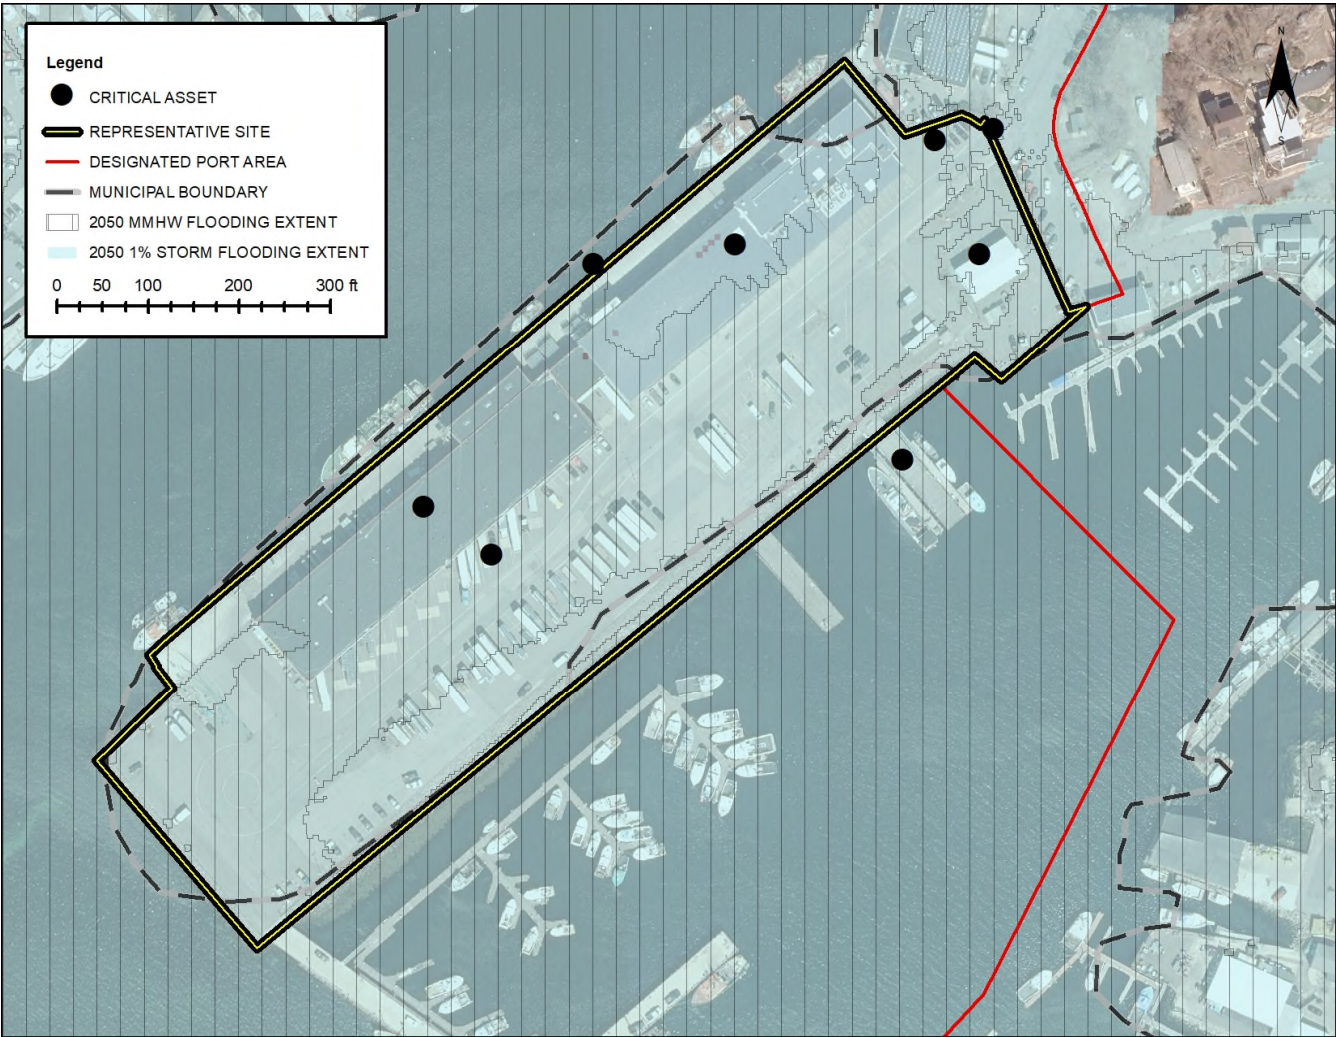 Legend
CRITICAL ASSET
REPRESENTATIVE SITE
DESIGNATED PORT AREA
MUNICIPAL BOUNDARY
2050 MMHW FLOODING EXTENT
2050 1% STORM FLOODING EXTENT
0 50 100 200 300 ft
N
S